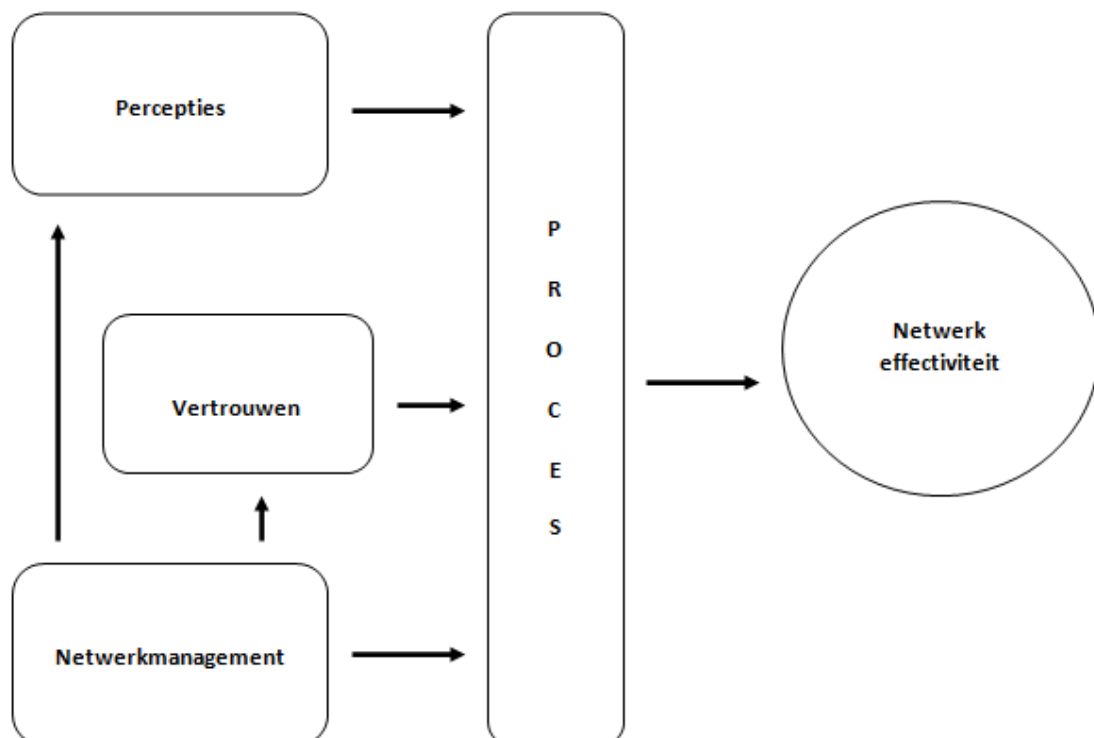 Percepties
P
R
O
C
E
S
Netwerk
effectiviteit
Vertrouwen
Netwerkmanagement